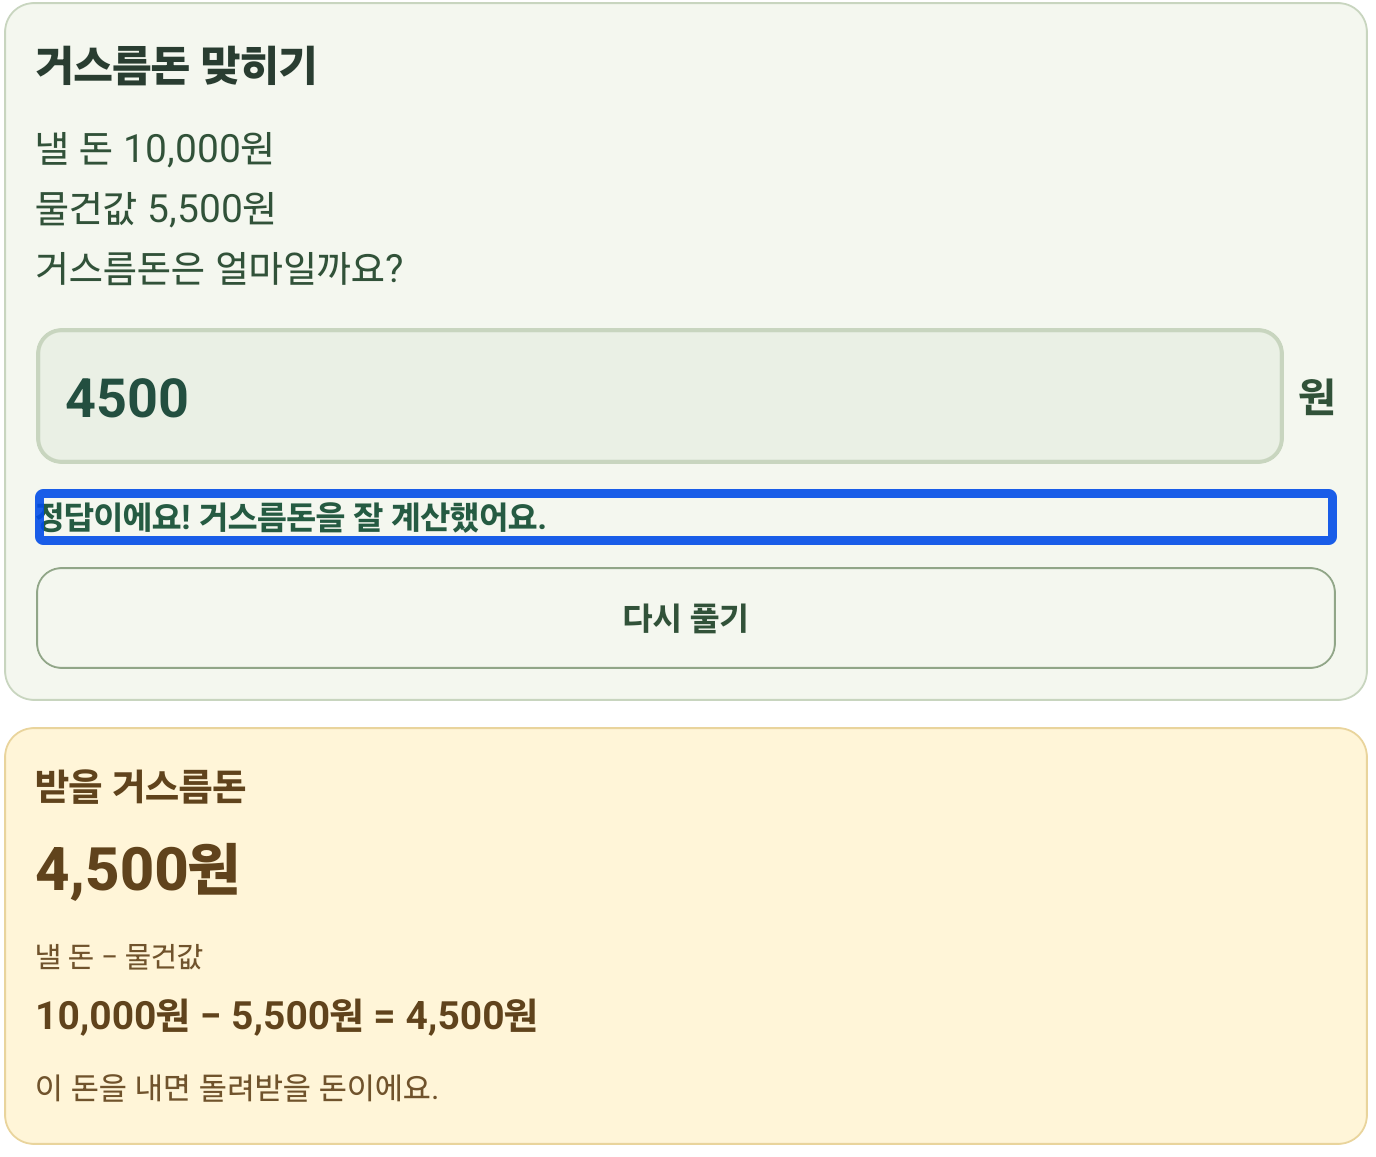 거스름돈 맞히기
낼 돈 10,000원
물건값 5,500원
거스름돈은 얼마일까요?
4500 원
정답이에요! 거스름돈을 잘 계산했어요.
다시 풀기
받을 거스름돈
4,500원
낼 돈 − 물건값
10,000원 − 5,500원 = 4,500원
이 돈을 내면 돌려받을 돈이에요.